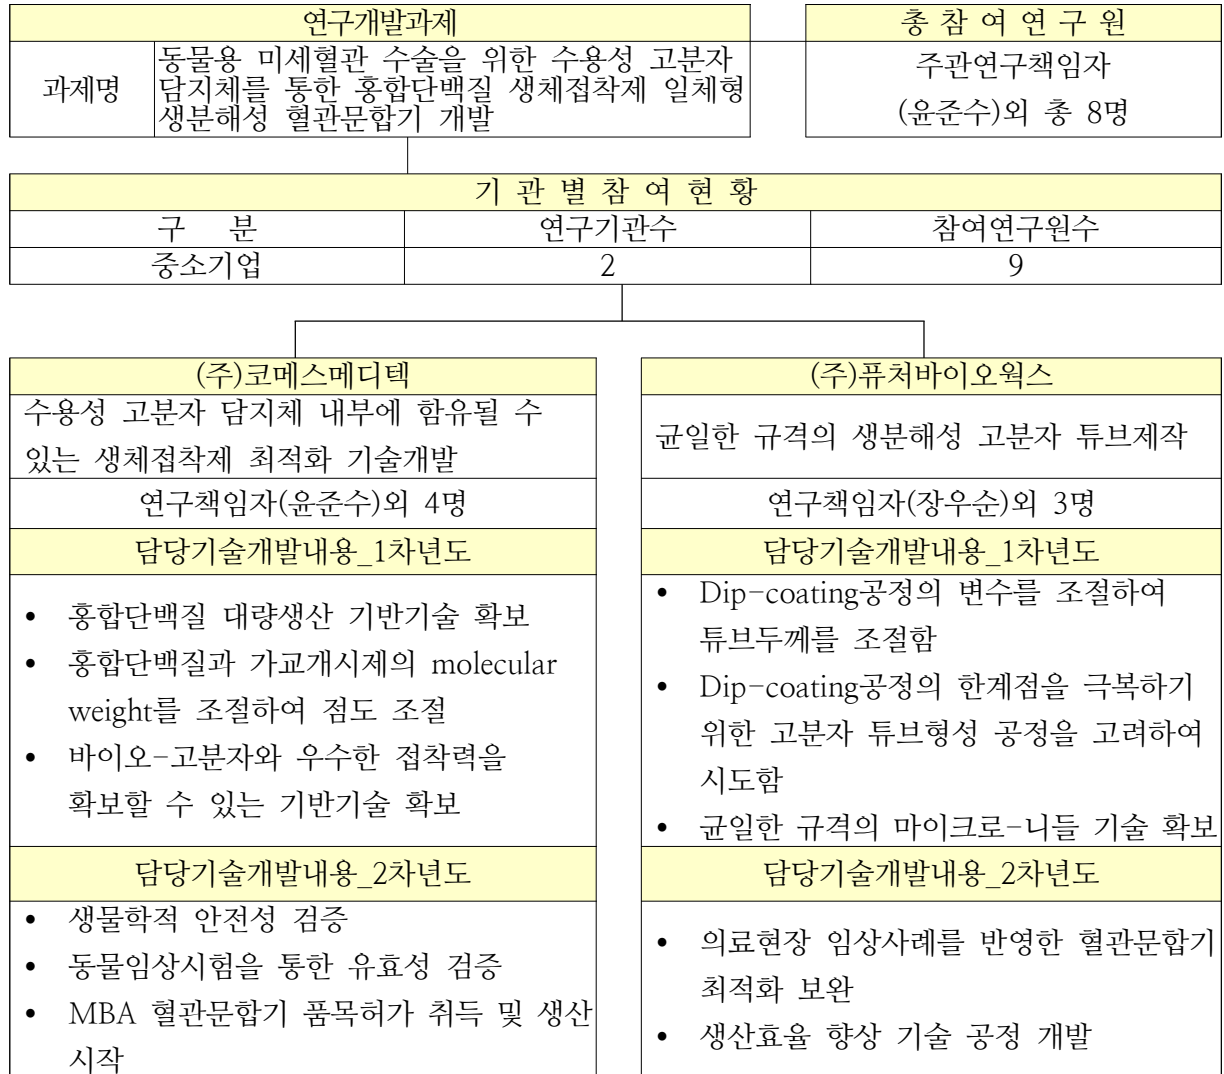 연구개발과제
총 참 여 연 구 원
과제명
동물용 미세혈관 수술을 위한 수용성 고분자
담지체를 통한 홍합단백질 생체접착제 일체형
생분해성 혈관문합기 개발
주관연구책임자
(윤준수)외 총 8명
기 관 별 참 여 현 황
구 분 연구기관수 참여연구원수
중소기업 2 9
(주)코메스메디텍
수용성 고분자 담지체 내부에 함유될 수
있는 생체접착제 최적화 기술개발
연구책임자(윤준수)외 4명
담당기술개발내용_1차년도
• 홍합단백질 대량생산 기반기술 확보
• 홍합단백질과 가교개시제의 molecular
weight를 조절하여 점도 조절
• 바이오-고분자와 우수한 접착력을
확보할 수 있는 기반기술 확보
담당기술개발내용_2차년도
• 생물학적 안전성 검증
• 동물임상시험을 통한 유효성 검증
• MBA 혈관문합기 품목허가 취득 및 생산
시작
(주)퓨처바이오웍스
균일한 규격의 생분해성 고분자 튜브제작
연구책임자(장우순)외 3명
담당기술개발내용_1차년도
• Dip-coating공정의 변수를 조절하여
튜브두께를 조절함
• Dip-coating공정의 한계점을 극복하기
위한 고분자 튜브형성 공정을 고려하여
시도함
• 균일한 규격의 마이크로-니들 기술 확보
담당기술개발내용_2차년도
• 의료현장 임상사례를 반영한 혈관문합기
최적화 보완
• 생산효율 향상 기술 공정 개발